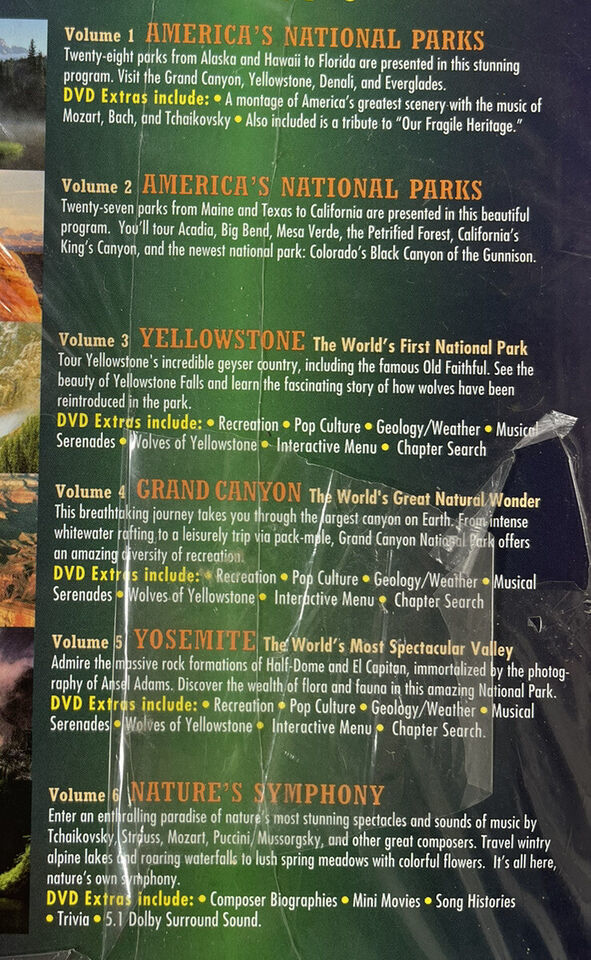 Volume 1 AMERICA'S NATIONAL PARKS
Twenty-eight parks from Alaska and Hawaii to Florida are presented in this stunning
program. Visit the Grand Canyon, Yellowstone, Denali, and Everglades.
DVD Extras include: • A montage of America's greatest scenery with the music of
Mozart, Bach, and Tchaikovsky • Also included is a tribute to "Our Fragile Heritage."
Volume 2 AMERICA'S NATIONAL PARKS
Twenty-seven parks from Maine and Texas to California are presented in this beautiful
program. You'll tour Acadia, Big Bend, Mesa Verde, the Petrified Forest, California's
King's Canyon, and the newest national park: Colorado's Black Canyon of the Gunnison.
Volume 3 YELLOWSTONE The World's First National Park
Tour Yellowstone's incredible geyser country, including the famous Old Faithful. See the
beauty of Yellowstone Falls and learn the fascinating story of how wolves have been
reintroduced in the park.
DVD Extras include: • Recreation • Pop Culture • Geology/Weather • Musical
Serenades • Wolves of Yellowstone • Interactive Menu • Chapter Search
Volume 4 GRAND CANYON The World's Great Natural Wonder
This breathtaking journey takes you through the largest canyon on Earth. From intense
whitewater rafting to a leisurely trip via pack-mule, Grand Canyon National Park offers
an amazing diversity of recreation.
DVD Extras include: • Recreation • Pop Culture • Geology/Weather • Musical
Serenades • Wolves of Yellowstone • Interactive Menu • Chapter Search
Volume 5 YOSEMITE The World's Most Spectacular Valley
Admire the massive rock formations of Half-Dome and El Capitan, immortalized by the photog-
raphy of Ansel Adams. Discover the wealth of flora and fauna in this amazing National Park.
DVD Extras include: • Recreation • Pop Culture • Geology/Weather • Musical
Serenades • Wolves of Yellowstone • Interactive Menu • Chapter Search.
Volume 6 NATURE'S SYMPHONY
Enter an enthralling paradise of nature's most stunning spectacles and sounds of music by
Tchaikovsky, Strauss, Mozart, Puccini, Mussorgsky, and other great composers. Travel wintry
alpine lakes and roaring waterfalls to lush spring meadows with colorful flowers. It's all here,
nature's own symphony.
DVD Extras include: • Composer Biographies • Mini Movies • Song Histories
• Trivia • 5.1 Dolby Surround Sound.